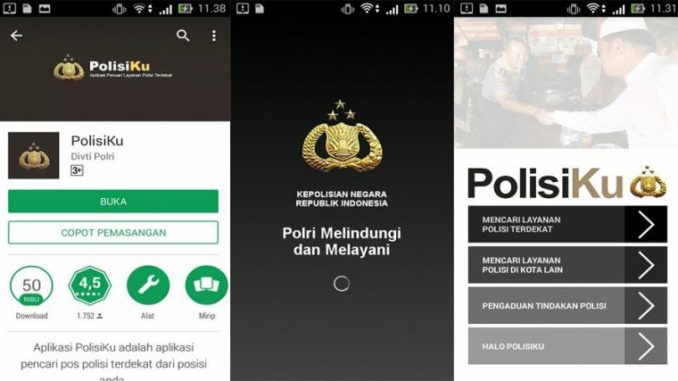 11.38
PolisiKu
Aplikasi Pencari Layanan Polisi Terdekat
PolisiKu
Divti Polri
3+
BUKA
COPOT PEMASANGAN
50
RIBU
Download
4,5
1.752
Alat
Mirip
Aplikasi PolisiKu adalah aplikasi
pencari pos polisi terdekat dari posisi
anda
11.10
KEPOLISIAN NEGARA
REPUBLIK INDONESIA
Polri Melindungi
dan Melayani
11.31
PolisiKu
MENCARI LAYANAN
POLISI TERDEKAT
MENCARI LAYANAN
POLISI DI KOTA LAIN
PENGADUAN TINDAKAN POLISI
HALO POLISIKU